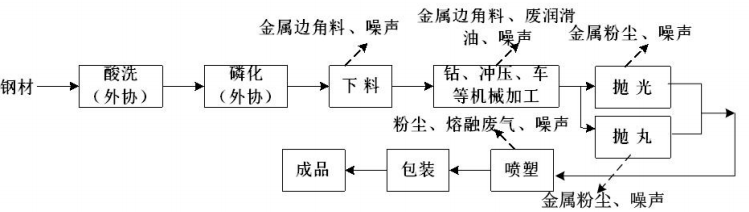 金属边角料、噪声
金属边角料、废润滑
油、噪声
金属粉尘、噪声
钢材
酸洗
（外协）
磷化
（外协）
下料
钻、冲压、车
等机械加工
抛光
抛丸
粉尘、熔融废气、噪声
成品
包装
喷塑
金属粉尘、噪声